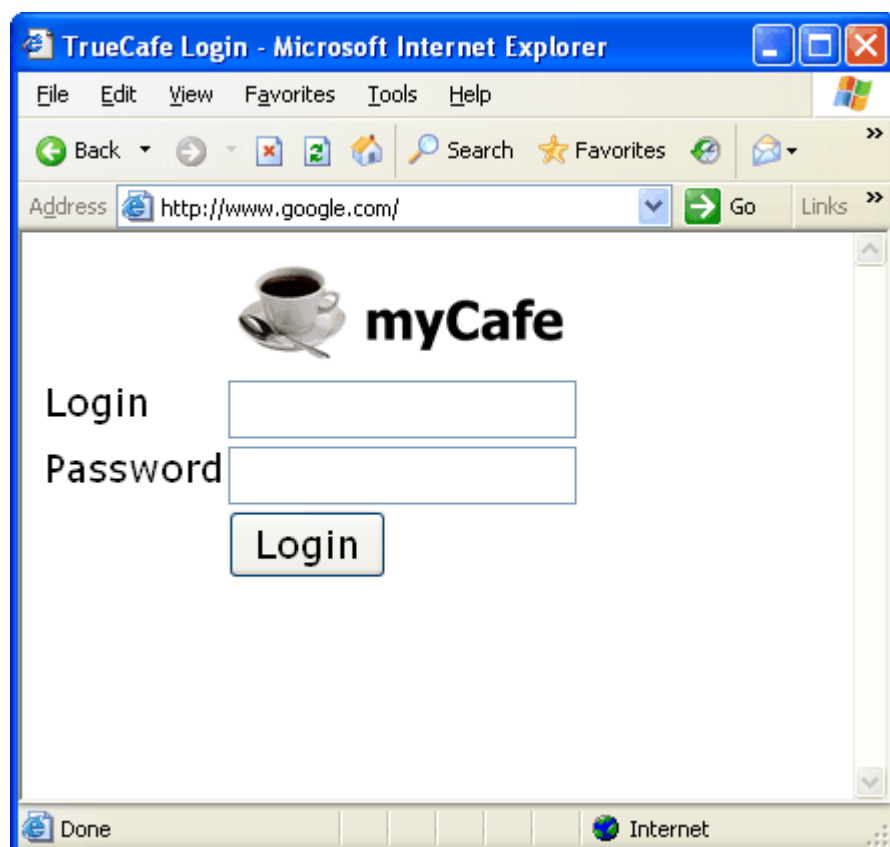 TrueCafe Login - Microsoft Internet Explorer
File Edit View Favorites Tools Help
Back Search Favorites »
Address http://www.google.com/ Go Links »
myCafe
Login
Password
Login
Done Internet